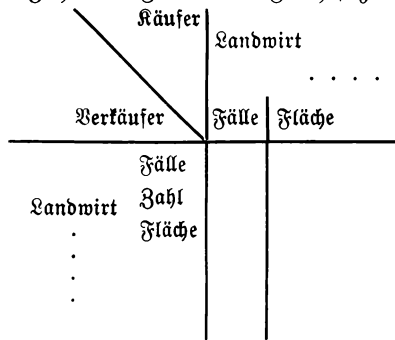 Käufer
Landwirt
. . . .
Verkäufer Fälle Fläche
Fälle
Zahl
Landwirt
Fläche